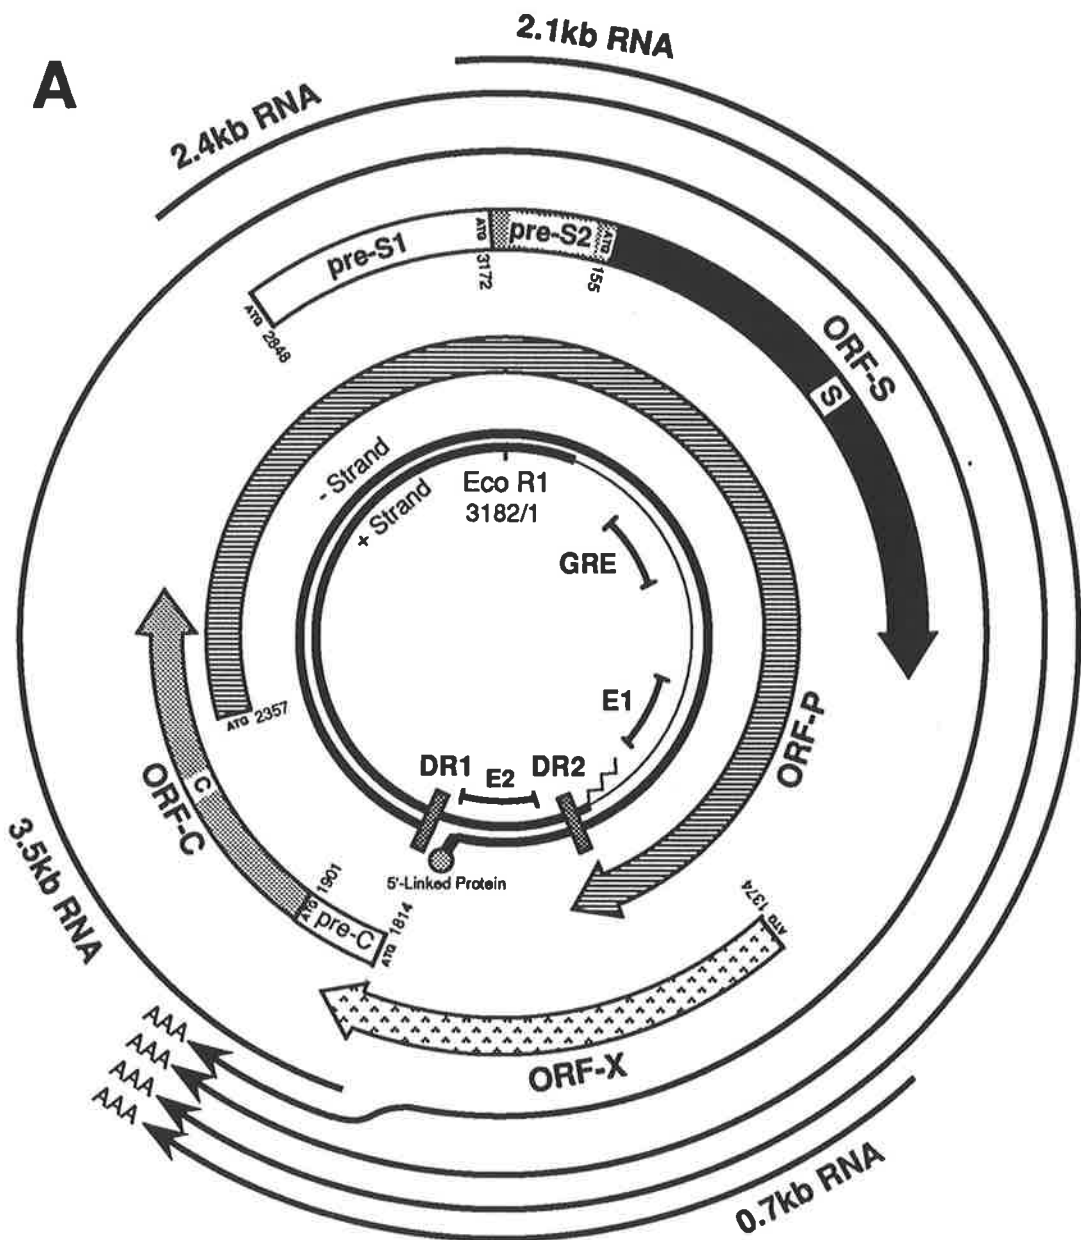 A
2.1kb RNA
2.4kb RNA
pre-S1
ATG
3172
pre-S2
ATG
155
ATG 2848
ORF-S
S
- Strand
+ Strand
Eco R1
3182/1
GRE
E1
ATG 2357
ORF-P
DR1
E2
DR2
ORF-C
C
5'-Linked Protein
ATG 1901
pre-C
ATG 1814
ATG 1374
3.5kb RNA
ORF-X
AAA
AAA
AAA
AAA
0.7kb RNA